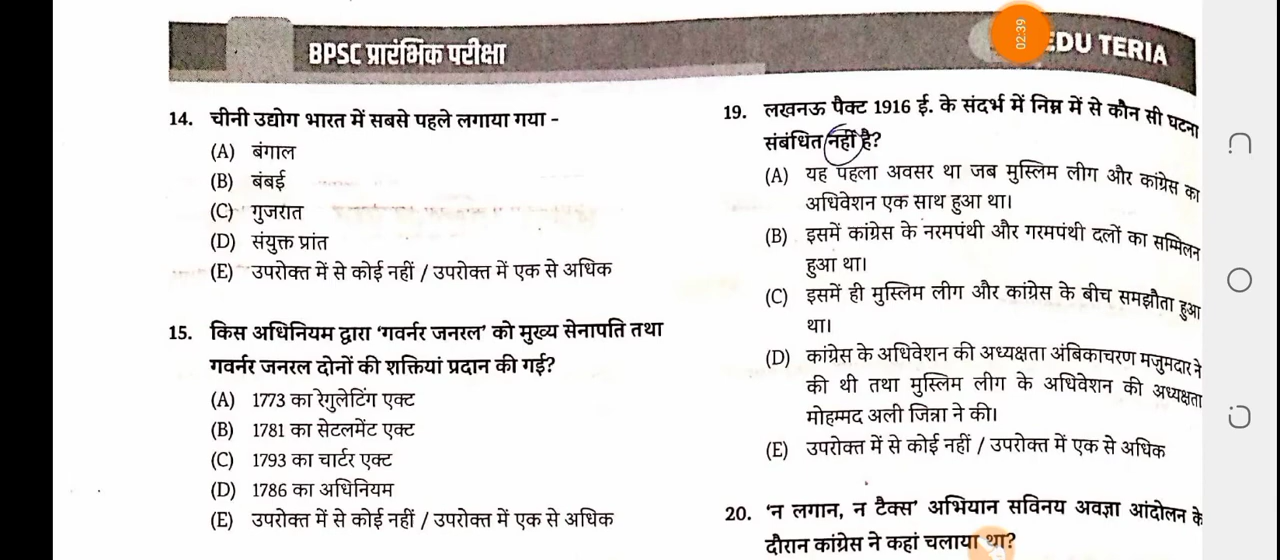 BPSC प्रारंभिक परीक्षा
02:39
EDU TERIA
14. चीनी उद्योग भारत में सबसे पहले लगाया गया -
(A) बंगाल
(B) बंबई
(C) गुजरात
(D) संयुक्त प्रांत
(E) उपरोक्त में से कोई नहीं / उपरोक्त में एक से अधिक
15. किस अधिनियम द्वारा ‘गवर्नर जनरल’ को मुख्य सेनापति तथा
गवर्नर जनरल दोनों की शक्तियां प्रदान की गई?
(A) 1773 का रेगुलेटिंग एक्ट
(B) 1781 का सेटलमेंट एक्ट
(C) 1793 का चार्टर एक्ट
(D) 1786 का अधिनियम
(E) उपरोक्त में से कोई नहीं / उपरोक्त में एक से अधिक
19. लखनऊ पैक्ट 1916 ई. के संदर्भ में निम्न में से कौन सी घटना
संबंधित नहीं है?
(A) यह पहला अवसर था जब मुस्लिम लीग और कांग्रेस का
अधिवेशन एक साथ हुआ था।
(B) इसमें कांग्रेस के नरमपंथी और गरमपंथी दलों का सम्मिलन
हुआ था।
(C) इसमें ही मुस्लिम लीग और कांग्रेस के बीच समझौता हुआ
था।
(D) कांग्रेस के अधिवेशन की अध्यक्षता अंबिकाचरण मजुमदार ने
की थी तथा मुस्लिम लीग के अधिवेशन की अध्यक्षता
मोहम्मद अली जिन्ना ने की।
(E) उपरोक्त में से कोई नहीं / उपरोक्त में एक से अधिक
20. ‘न लगान, न टैक्स’ अभियान सविनय अवज्ञा आंदोलन के
दौरान कांग्रेस ने कहां चलाया था?